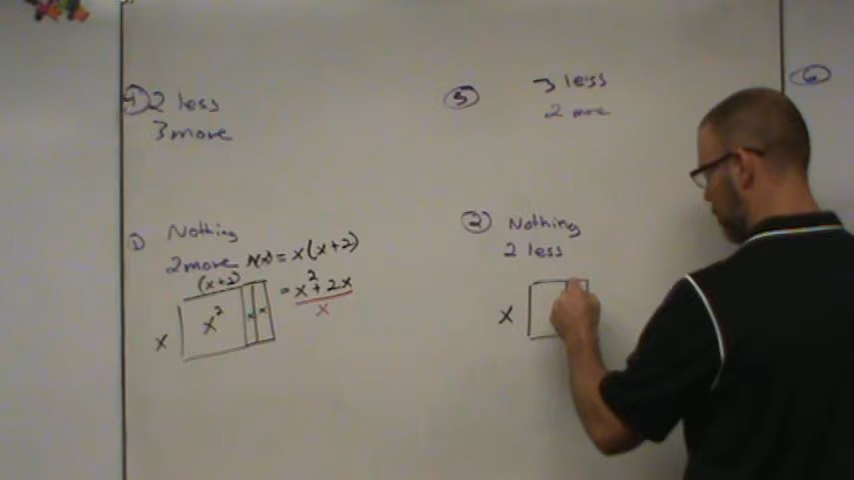 ④ 2 less
3 more
⑤ 3 less
2 more
⑥
① Nothing
2 more A(x) = x(x+2)
(x+2) = x² + 2x
x
x x² x x
② Nothing
2 less
x